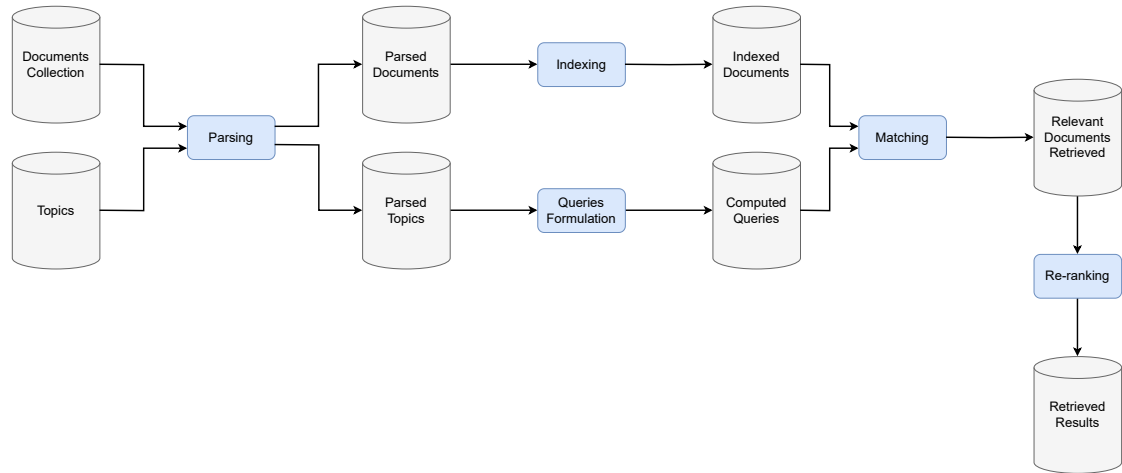 Documents
Collection
Parsed
Documents
Indexing
Indexed
Documents
Parsing
Matching
Relevant
Documents
Retrieved
Topics
Parsed
Topics
Queries
Formulation
Computed
Queries
Re-ranking
Retrieved
Results